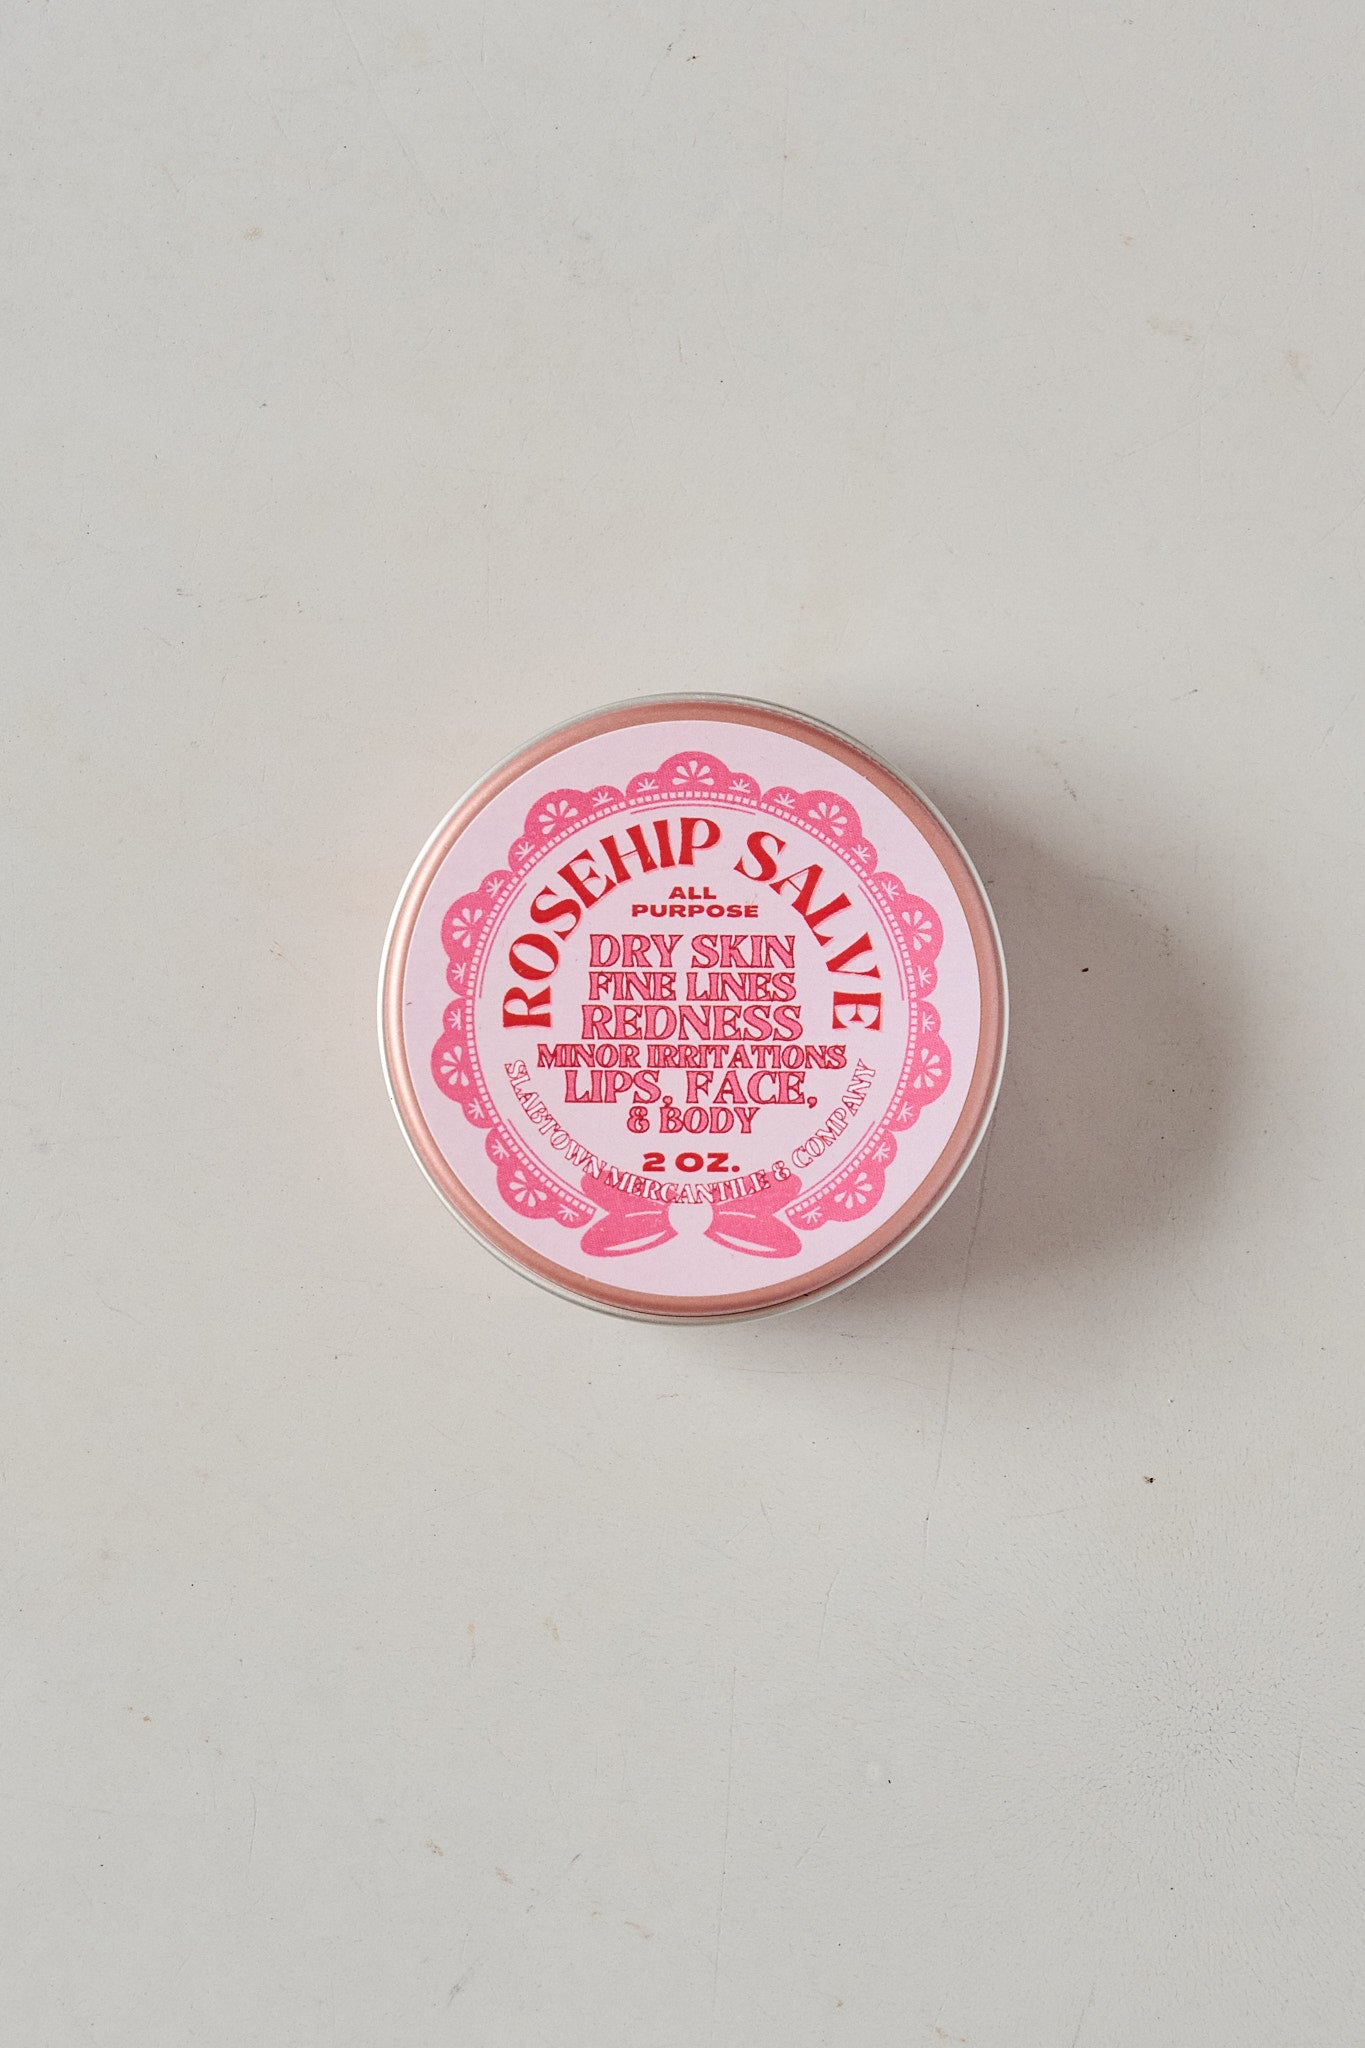 ROSEHIP SALVE
ALL
PURPOSE
DRY SKIN
FINE LINES
REDNESS
MINOR IRRITATIONS
LIPS, FACE,
& BODY
2 OZ.
SLABTOWN MERCANTILE & COMPANY